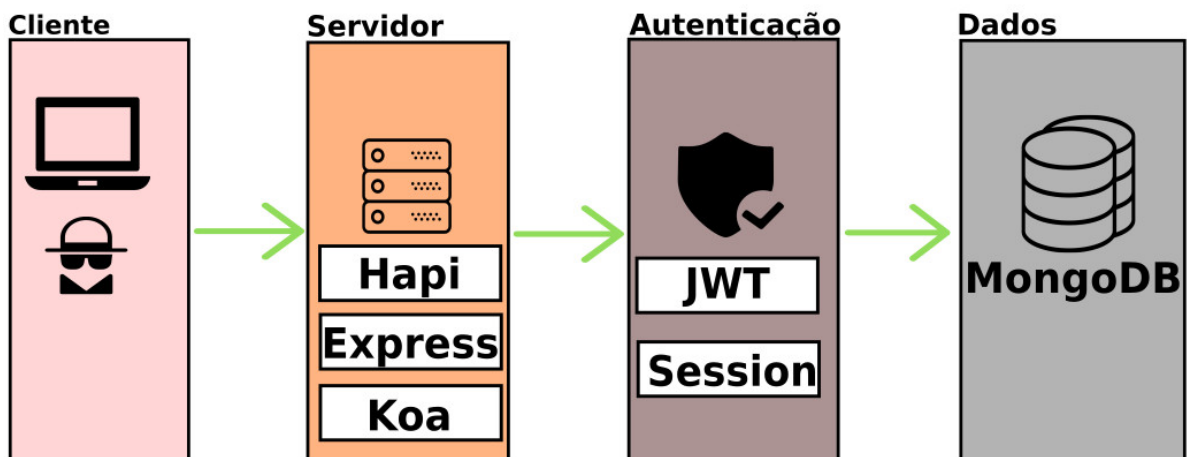 Cliente
Servidor
Hapi
Express
Koa
Autenticação
JWT
Session
Dados
MongoDB